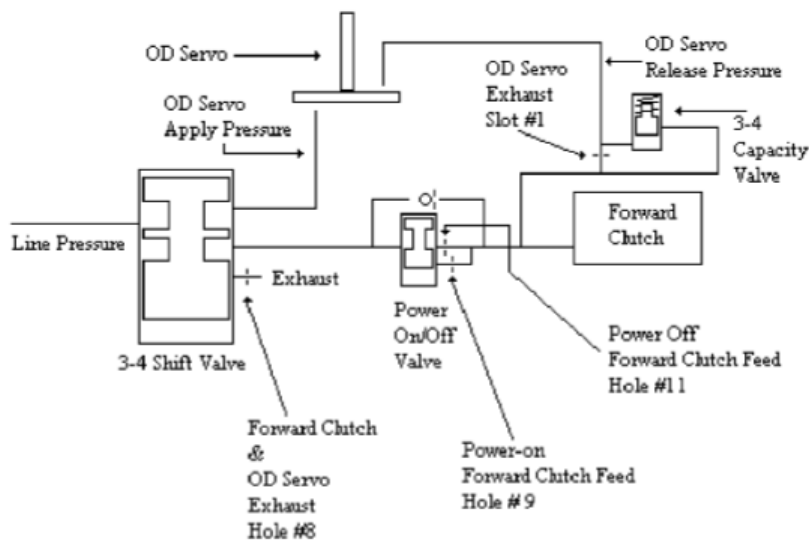 OD Servo
OD Servo
Apply Pressure
OD Servo
Exhaust
Slot #1
OD Servo
Release Pressure
3-4
Capacity
Valve
Line Pressure
Exhaust
3-4 Shift Valve
Power
On/Off
Valve
Forward
Clutch
Forward Clutch
&
OD Servo
Exhaust
Hole #8
Power-on
Forward Clutch Feed
Hole # 9
Power Off
Forward Clutch Feed
Hole #11